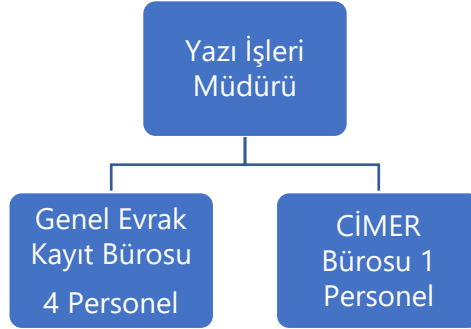 Yazı İşleri
Müdürü
Genel Evrak
Kayıt Bürosu
4 Personel
CİMER
Bürosu 1
Personel